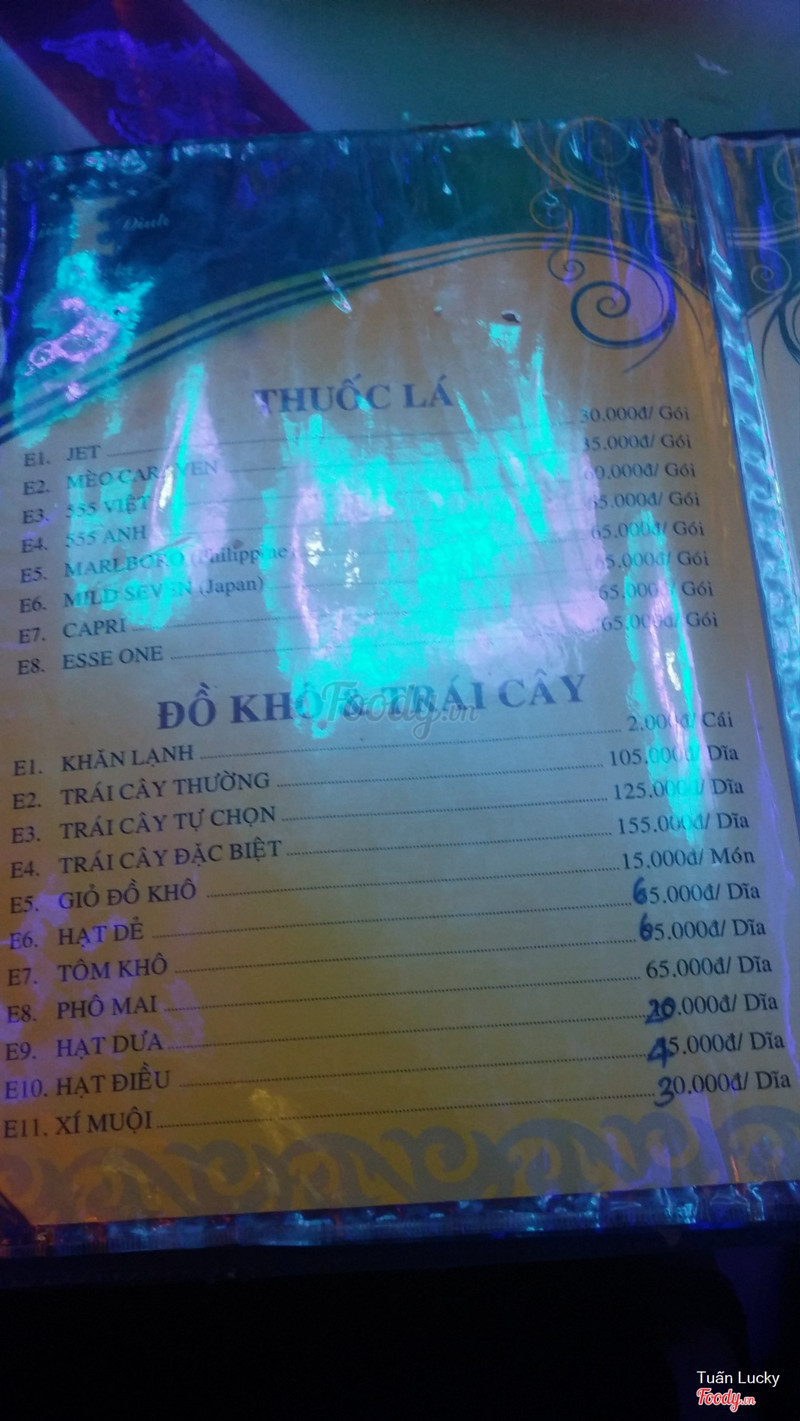 Đình
THUỐC LÁ
E1. JET 30.000đ/ Gói
E2. MÈO CARAVEN 35.000đ/ Gói
E3. 555 VIỆT 0.000đ/ Gói
E4. 555 ANH 5.000đ/ Gói
E5. MARLBORO (Philippine) 65.000đ/ Gói
E6. MILD SEVEN (Japan) 65.000đ/ Gói
E7. CAPRI 65.000đ/ Gói
E8. ESSE ONE 65.000đ/ Gói
ĐỒ KHÔ & TRÁI CÂY
Foody.vn
E1. KHĂN LẠNH 2.000đ/ Cái
E2. TRÁI CÂY THƯỜNG 105.000đ/ Dĩa
E3. TRÁI CÂY TỰ CHỌN 125.000đ/ Dĩa
E4. TRÁI CÂY ĐẶC BIỆT 155.000đ/ Dĩa
E5. GIỎ ĐỒ KHÔ 15.000đ/ Món
E6. HẠT DẺ 65.000đ/ Dĩa
E7. TÔM KHÔ 65.000đ/ Dĩa
E8. PHÔ MAI 65.000đ/ Dĩa
E9. HẠT DƯA 20.000đ/ Dĩa
E10. HẠT ĐIỀU 45.000đ/ Dĩa
E11. XÍ MUỘI 30.000đ/ Dĩa
Tuấn Lucky
Foody.vn